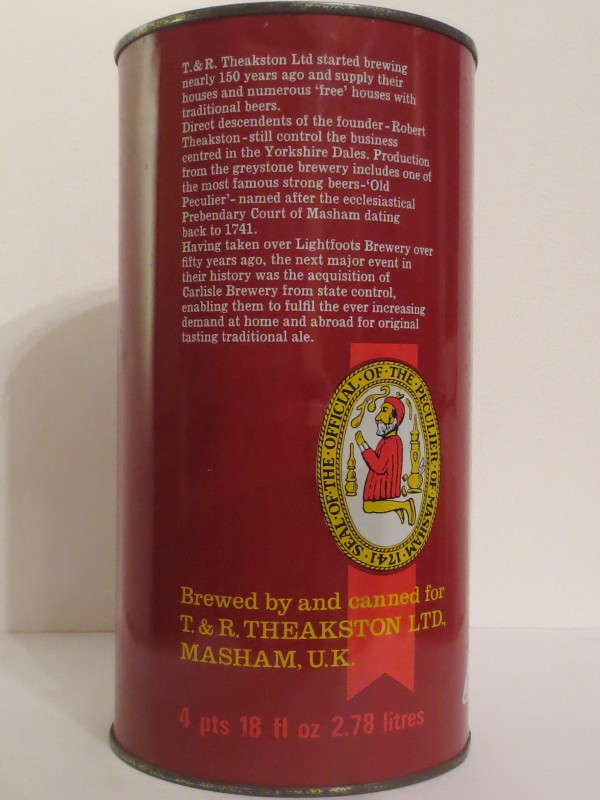 T. & R. Theakston Ltd started brewing
nearly 150 years ago and supply their
houses and numerous ‘free’ houses with
traditional beers.
Direct descendents of the founder-Robert
Theakston-still control the business
centred in the Yorkshire Dales. Production
from the greystone brewery includes one of
the most famous strong beers-‘Old
Peculier’- named after the ecclesiastical
Prebendary Court of Masham dating
back to 1741.
Having taken over Lightfoots Brewery over
fifty years ago, the next major event in
their history was the acquisition of
Carlisle Brewery from state control,
enabling them to fulfil the ever increasing
demand at home and abroad for original
tasting traditional ale.
SEAL·OF·THE·OFFICIAL·OF·THE·PECULIER·OF·MASHAM·1741·
Brewed by and canned for
T. & R. THEAKSTON LTD.,
MASHAM, U.K.
4 pts 18 fl oz 2.78 litres